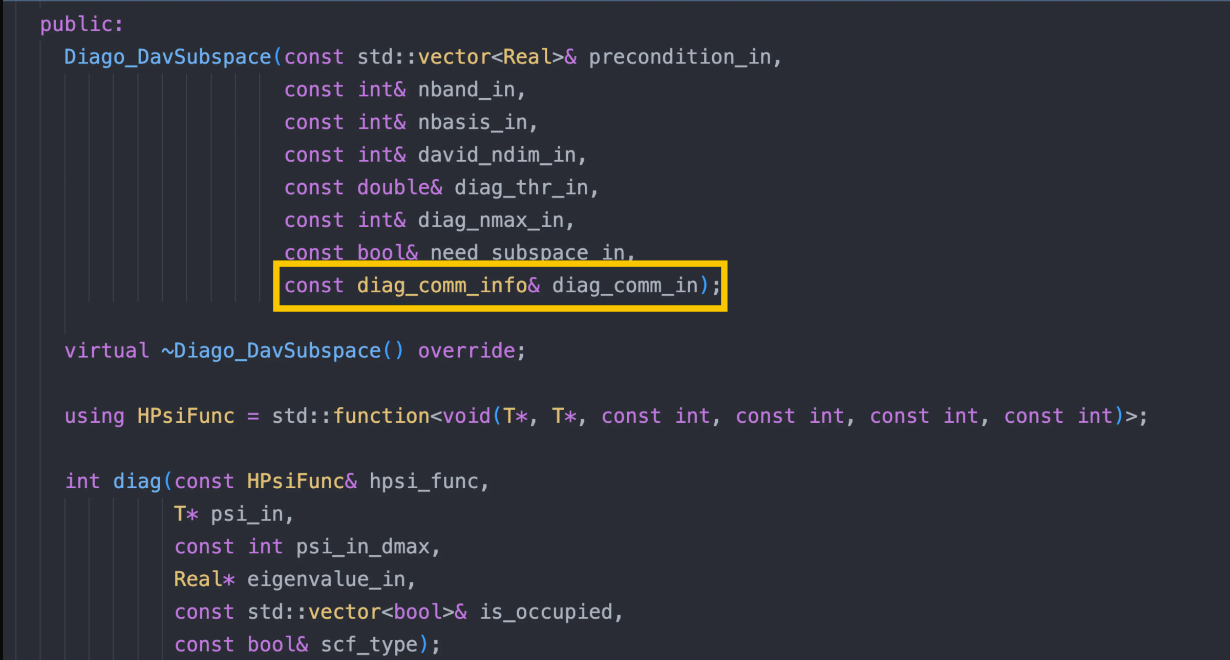 public:
Diago_DavSubspace(const std::vector<Real>& precondition_in,
const int& nband_in,
const int& nbasis_in,
const int& david_ndim_in,
const double& diag_thr_in,
const int& diag_nmax_in,
const bool& need_subspace_in,
const diag_comm_info& diag_comm_in);
virtual ~Diago_DavSubspace() override;
using HPsiFunc = std::function<void(T*, T*, const int, const int, const int, const int)>;
int diag(const HPsiFunc& hpsi_func,
T* psi_in,
const int psi_in_dmax,
Real* eigenvalue_in,
const std::vector<bool>& is_occupied,
const bool& scf_type);